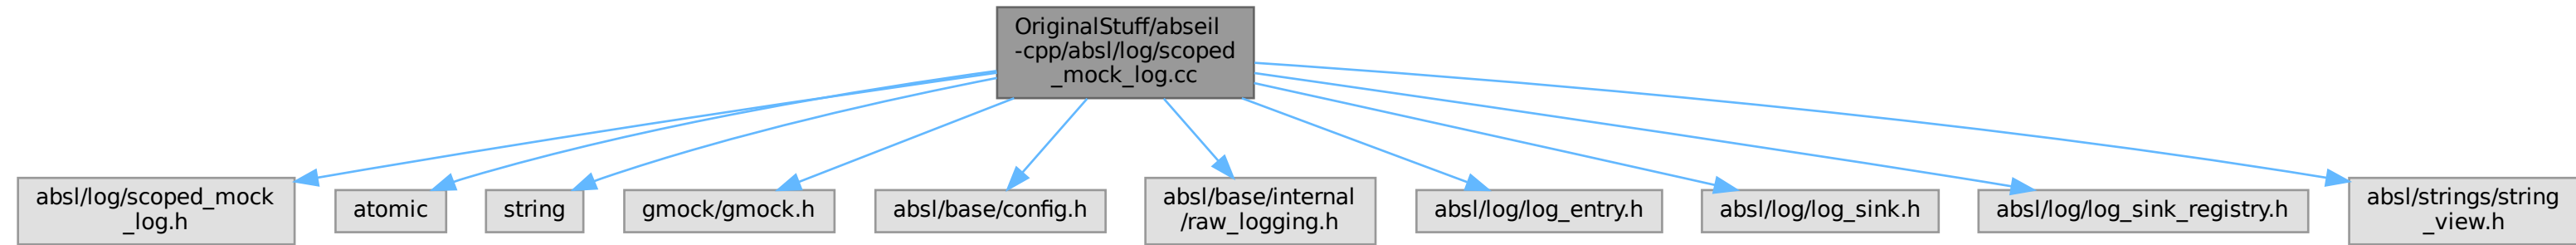 OriginalStuff/abseil
-cpp/absl/log/scoped
_mock_log.cc
absl/log/scoped_mock
_log.h
atomic
string
gmock/gmock.h
absl/base/config.h
absl/base/internal
/raw_logging.h
absl/log/log_entry.h
absl/log/log_sink.h
absl/log/log_sink_registry.h
absl/strings/string
_view.h